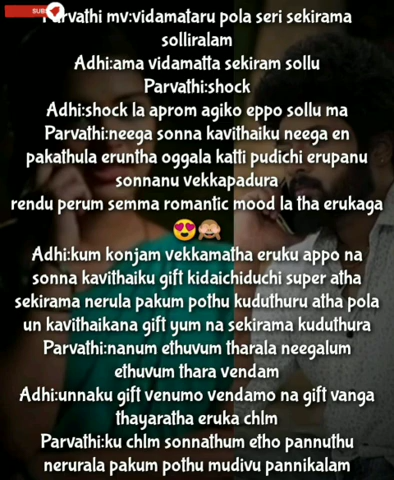 SUBS
Parvathi mv:vidamataru pola seri sekirama
solliralam
Adhi:ama vidamatta sekiram sollu
Parvathi:shock
Adhi:shock la aprom agiko eppo sollu ma
Parvathi:neega sonna kavithaiku neega en
pakathula eruntha oggala katti pudichi erupanu
sonnanu vekkapadura
rendu perum semma romantic mood la tha erukaga
😍🙈
Adhi:kum konjam vekkamatha eruku appo na
sonna kavithaiku gift kidaichiduchi super atha
sekirama nerula pakum pothu kuduthuru atha pola
un kavithaikana gift yum na sekirama kuduthura
Parvathi:nanum ethuvum tharala neegalum
ethuvum thara vendam
Adhi:unnaku gift venumo vendamo na gift vanga
thayaratha eruka chlm
Parvathi:ku chlm sonnathum etho pannuthu
nerurala pakum pothu mudivu pannikalam